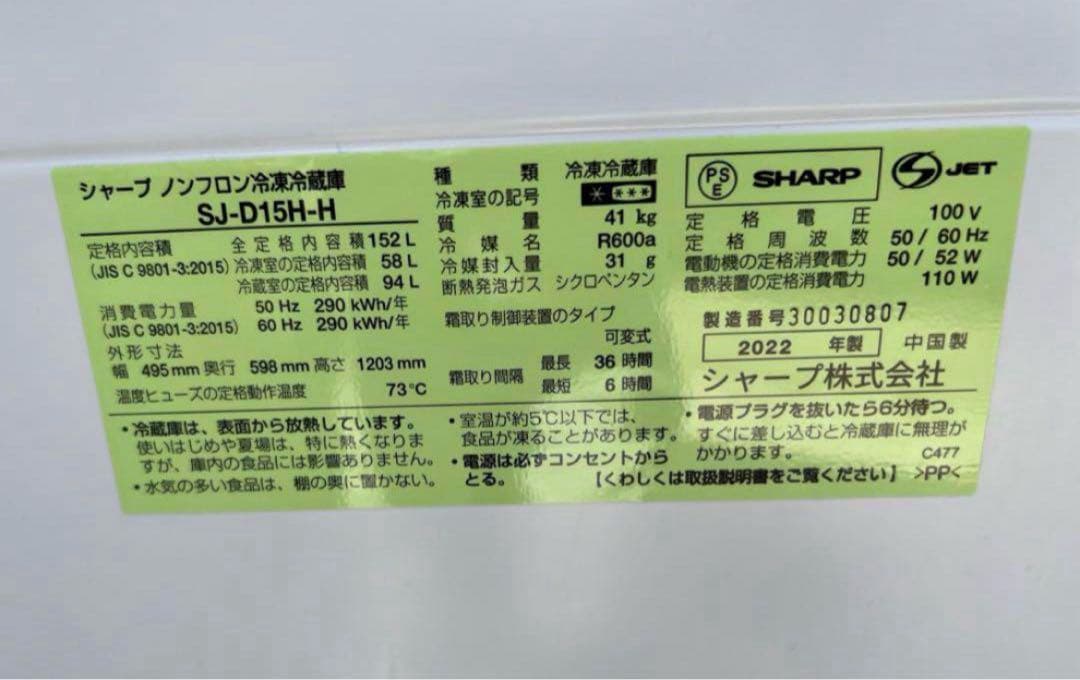 シャープ ノンフロン冷凍冷蔵庫
SJ-D15H-H
定格内容積 全定格内容積 152 L
(JIS C 9801-3:2015) 冷凍室の定格内容積 58 L
冷蔵室の定格内容積 94 L
消費電力量 50 Hz 290 kWh/年
(JIS C 9801-3:2015) 60 Hz 290 kWh/年
外形寸法
幅 495 mm 奥行 598 mm 高さ 1203 mm
温度ヒューズの定格動作温度 73℃
種類 冷凍冷蔵庫
冷凍室の記号 * ***
質量 41 kg
冷媒名 R600a
冷媒封入量 31 g
断熱発泡ガス シクロペンタン
霜取り制御装置のタイプ
可変式
霜取り間隔 最長 36 時間
最短 6 時間
PSE SHARP
JET
定格電圧 100 V
定格周波数 50 / 60 Hz
電動機の定格消費電力 50 / 52 W
電熱装置の定格消費電力 110 W
製造番号 30030807
2022 年製 中国製
シャープ株式会社
・冷蔵庫は、表面から放熱しています。
使いはじめや夏場は、特に熱くなりま
すが、庫内の食品には影響ありません。
・水気の多い食品は、棚の奥に置かない。
・室温が約5℃以下では、
食品が凍ることがあります。
・電源は必ずコンセントから
とる。
・電源プラグを抜いたら6分待つ。
すぐに差し込むと冷蔵庫に無理が
かかります。 C477
【くわしくは取扱説明書をご覧ください】 >PP<